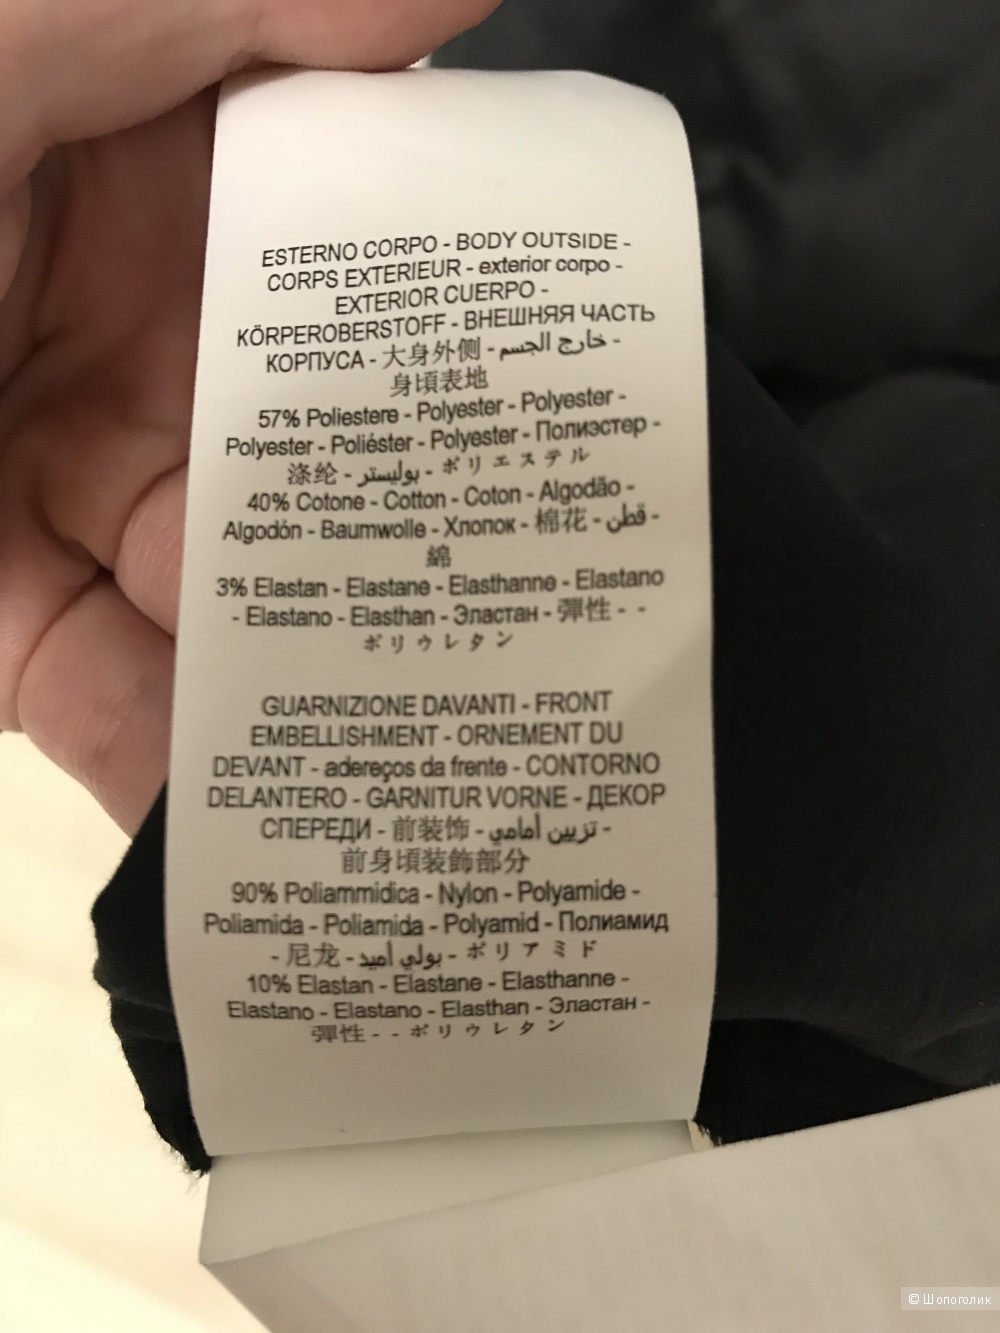 ESTERNO CORPO - BODY OUTSIDE -
CORPS EXTERIEUR - exterior corpo -
EXTERIOR CUERPO -
KÖRPEROBERSTOFF - ВНЕШНЯЯ ЧАСТЬ
КОРПУСА - 大身外侧 - خارج الجسم -
身頃表地
57% Poliestere - Polyester - Polyester -
Polyester - Poliéster - Polyester - Полиэстер -
涤纶 - بوليستر - ポリエステル
40% Cotone - Cotton - Coton - Algodão -
Algodón - Baumwolle - Хлопок - 棉花 - قطن -
綿
3% Elastan - Elastane - Elasthanne - Elastano
- Elastano - Elasthan - Эластан - 彈性 - -
ポリウレタン
GUARNIZIONE DAVANTI - FRONT
EMBELLISHMENT - ORNEMENT DU
DEVANT - adereços da frente - CONTORNO
DELANTERO - GARNITUR VORNE - ДЕКОР
СПЕРЕДИ - 前装饰 - تزيين أمامي -
前身頃装飾部分
90% Poliammidica - Nylon - Polyamide -
Poliamida - Poliamida - Polyamid - Полиамид
- 尼龙 - بولي أميد - ポリアミド
10% Elastan - Elastane - Elasthanne -
Elastano - Elastano - Elasthan - Эластан -
彈性 - - ポリウレタン
© Шопоголик